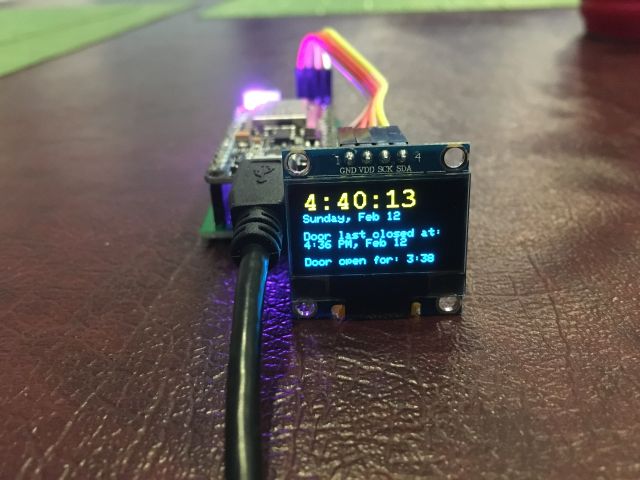 1 4
GND VDD SCK SDA
4:40:13
Sunday, Feb 12
Door last closed at:
4:36 PM, Feb 12
Door open for: 3:38